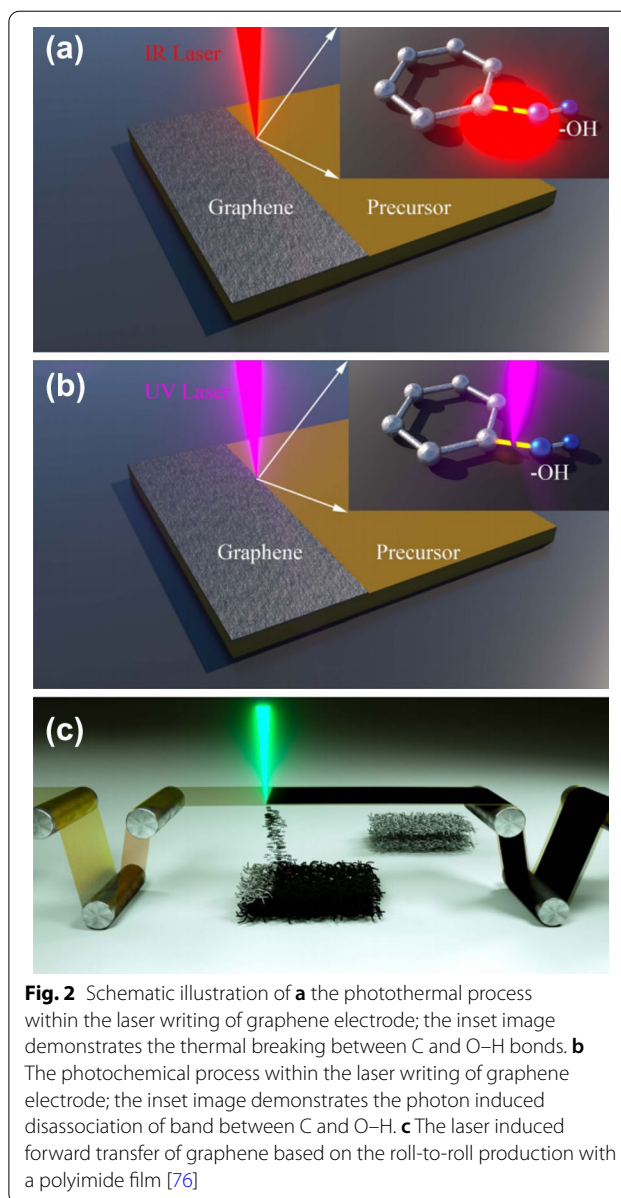 (a)
IR Laser
-OH
Graphene
Precursor
(b)
UV Laser
-OH
Graphene
Precursor
(c)
Fig. 2 Schematic illustration of a the photothermal process
within the laser writing of graphene electrode; the inset image
demonstrates the thermal breaking between C and O–H bonds. b
The photochemical process within the laser writing of graphene
electrode; the inset image demonstrates the photon induced
disassociation of band between C and O–H. c The laser induced
forward transfer of graphene based on the roll-to-roll production with
a polyimide film [76]